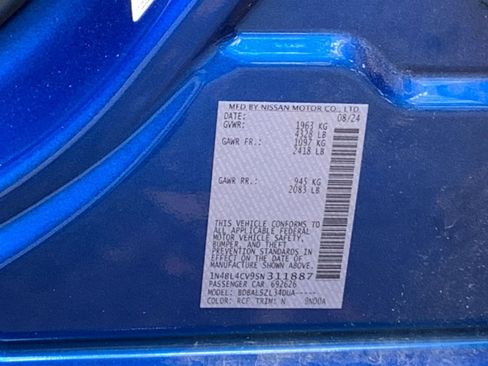 MFD BY NISSAN MOTOR CO., LTD.
DATE: 08/24
GVWR: 1963 KG
4328 LB
GAWR FR.: 1097 KG
2418 LB
GAWR RR.: 945 KG
2083 LB
THIS VEHICLE CONFORMS TO
ALL APPLICABLE FEDERAL
MOTOR VEHICLE SAFETY,
BUMPER, AND THEFT
PREVENTION STANDARDS
IN EFFECT ON THE DATE OF
MANUFACTURE SHOWN ABOVE.
1N4BL4CV9SN311887
PASSENGER CAR 692626
MODEL: BDBALSZL34DUA-----
COLOR: RCF TRIM: N